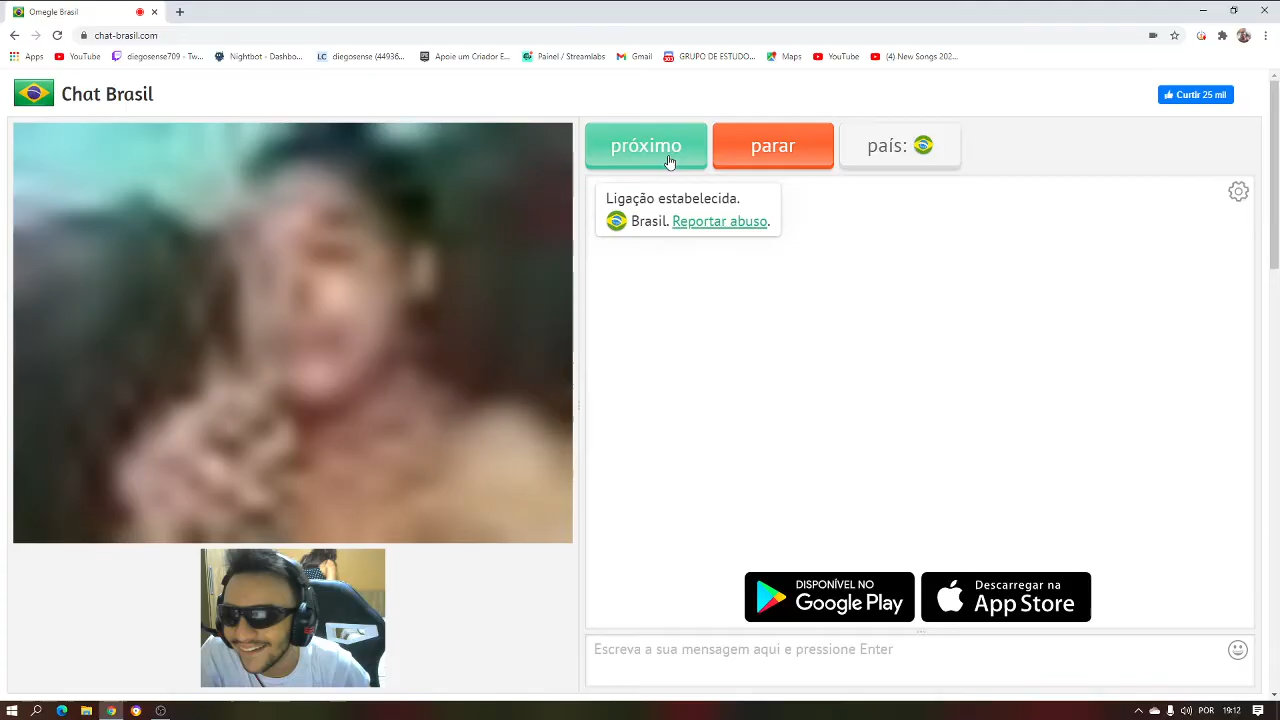 Omegle Brasil
chat-brasil.com
Apps
YouTube
diegosense709 - Tw...
Nightbot - Dashbo...
LC diegosense (44936...
Apoie um Criador E...
Painel / Streamlabs
Gmail
GRUPO DE ESTUDO...
Maps
YouTube
(4) New Songs 202...
Chat Brasil
Curtir 25 mil
próximo
parar
país:
Ligação estabelecida.
Brasil. Reportar abuso.
DISPONÍVEL NO
Google Play
Descarregar na
App Store
Escreva a sua mensagem aqui e pressione Enter
POR
19:12